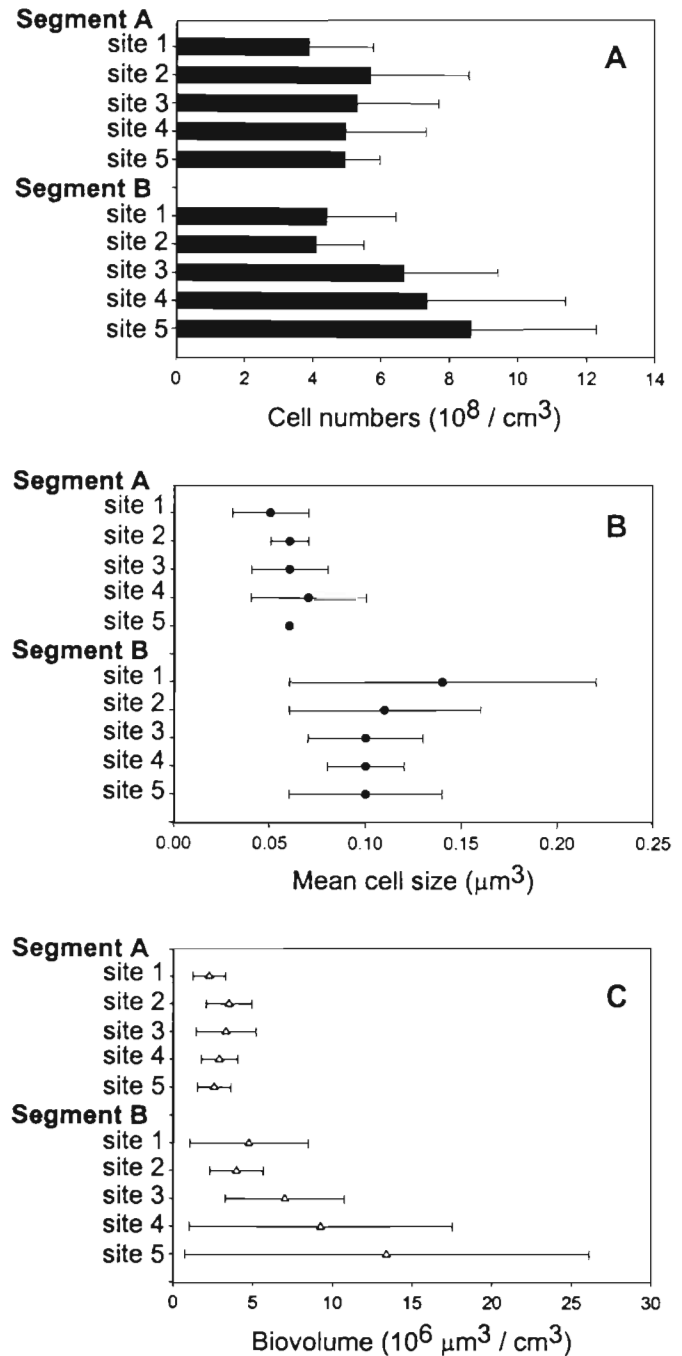 Segment A
A
site 1
site 2
site 3
site 4
site 5
Segment B
site 1
site 2
site 3
site 4
site 5
0 2 4 6 8 10 12 14
Cell numbers (10⁸ / cm³)
Segment A
B
site 1
site 2
site 3
site 4
site 5
Segment B
site 1
site 2
site 3
site 4
site 5
0.00 0.05 0.10 0.15 0.20 0.25
Mean cell size (μm³)
Segment A
C
site 1
site 2
site 3
site 4
site 5
Segment B
site 1
site 2
site 3
site 4
site 5
0 5 10 15 20 25 30
Biovolume (10⁶ μm³ / cm³)